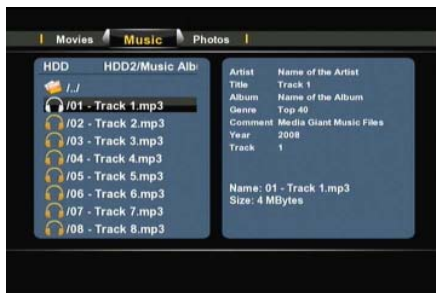 Movies Music Photos
HDD HDD2/Music Alb
/../
/01 - Track 1.mp3
/02 - Track 2.mp3
/03 - Track 3.mp3
/04 - Track 4.mp3
/05 - Track 5.mp3
/06 - Track 6.mp3
/07 - Track 7.mp3
/08 - Track 8.mp3
Artist Name of the Artist
Title Track 1
Album Name of the Album
Genre Top 40
Comment Media Giant Music Files
Year 2008
Track 1
Name: 01 - Track 1.mp3
Size: 4 MBytes